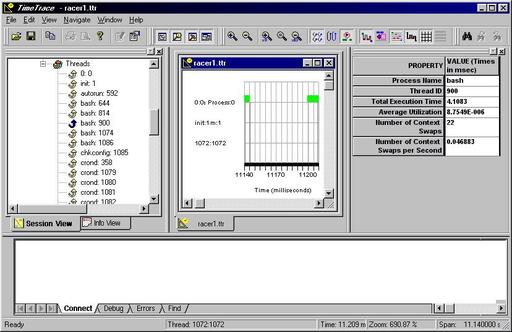 TimeTrace - racer1.ttr
File Edit View Navigate Window Help
Threads
0: 0
init: 1
autorun: 592
bash: 644
bash: 814
bash: 900
bash: 1074
bash: 1086
chkconfig: 1085
crond: 358
crond: 1079
crond: 1080
crond: 1081
crond: 1082
Session View
Info View
racer1.ttr
0:0: Process:0
init:1m:1
1072:1072
11140 11170 11200
Time (milliseconds)
racer1.ttr
PROPERTY VALUE (Times in msec)
Process Name bash
Thread ID 900
Total Execution Time 4.1083
Average Utilization 8.7549E-006
Number of Context Swaps 22
Number of Context Swaps per Second 0.046883
Connect Debug Errors Find
Ready Thread: 1072:1072 Time: 11.209 m Zoom: 690.87 % Span: 11.140000 s